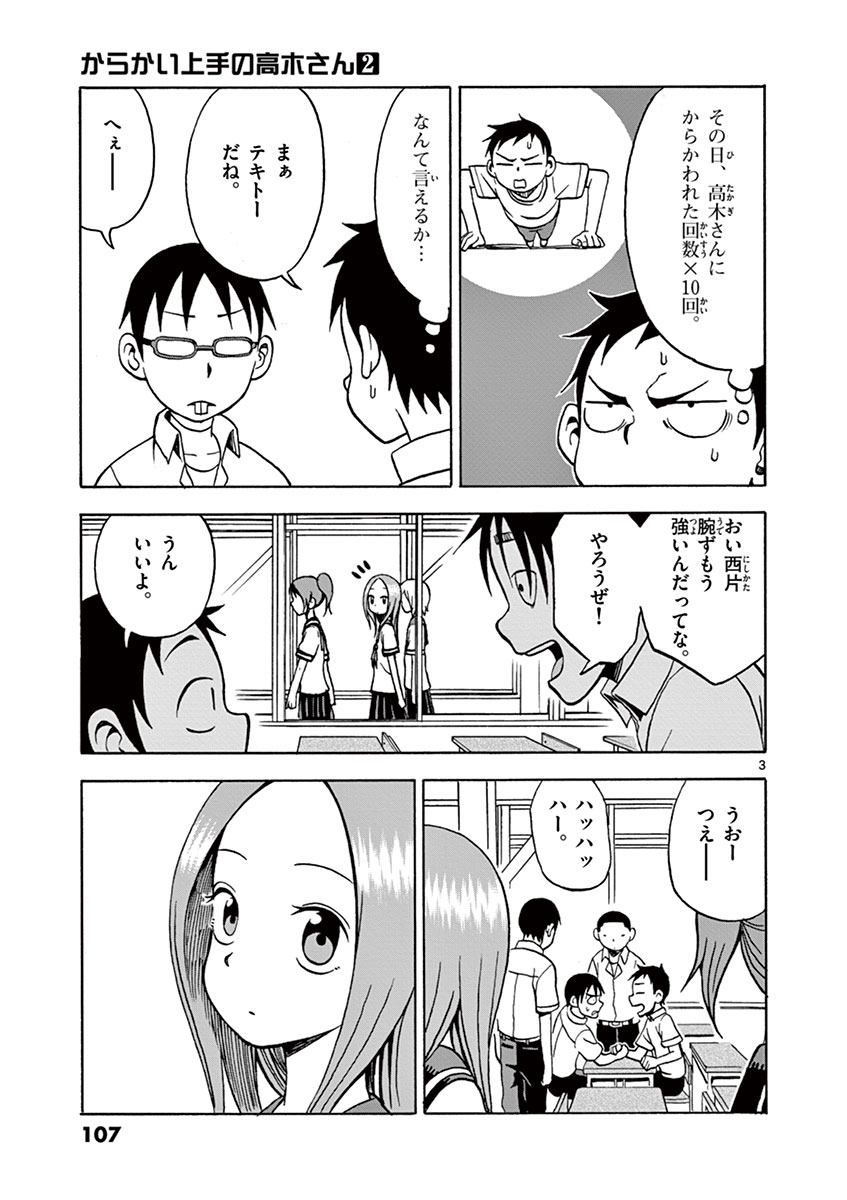 からかい上手の高木さん2
その日、高木さんに
からかわれた回数×10回。
なんて言えるか…
まぁ
テキトー
だね。
へぇー
おい西片
腕ずもう
強いんだってな。
やろうぜ！
うん
いいよ。
3
うおー
つえー
ハッハッ
ハー。
107